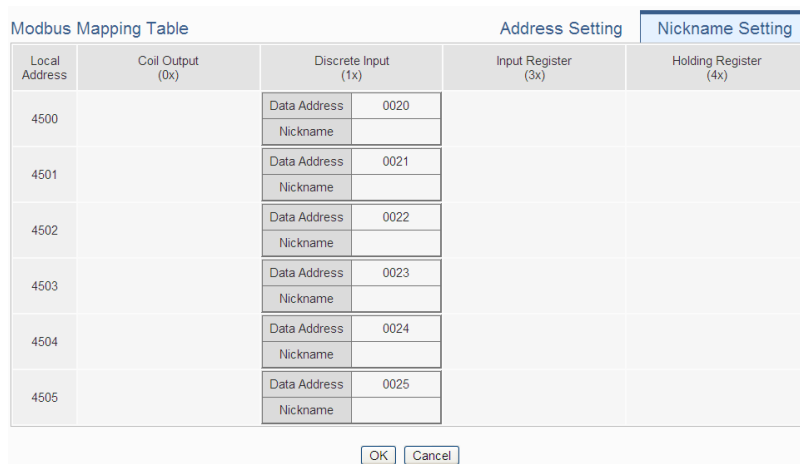 Modbus Mapping Table Address Setting Nickname Setting
Local Address Coil Output (0x) Discrete Input (1x) Input Register (3x) Holding Register (4x)
4500 Data Address 0020
Nickname
4501 Data Address 0021
Nickname
4502 Data Address 0022
Nickname
4503 Data Address 0023
Nickname
4504 Data Address 0024
Nickname
4505 Data Address 0025
Nickname
OK Cancel